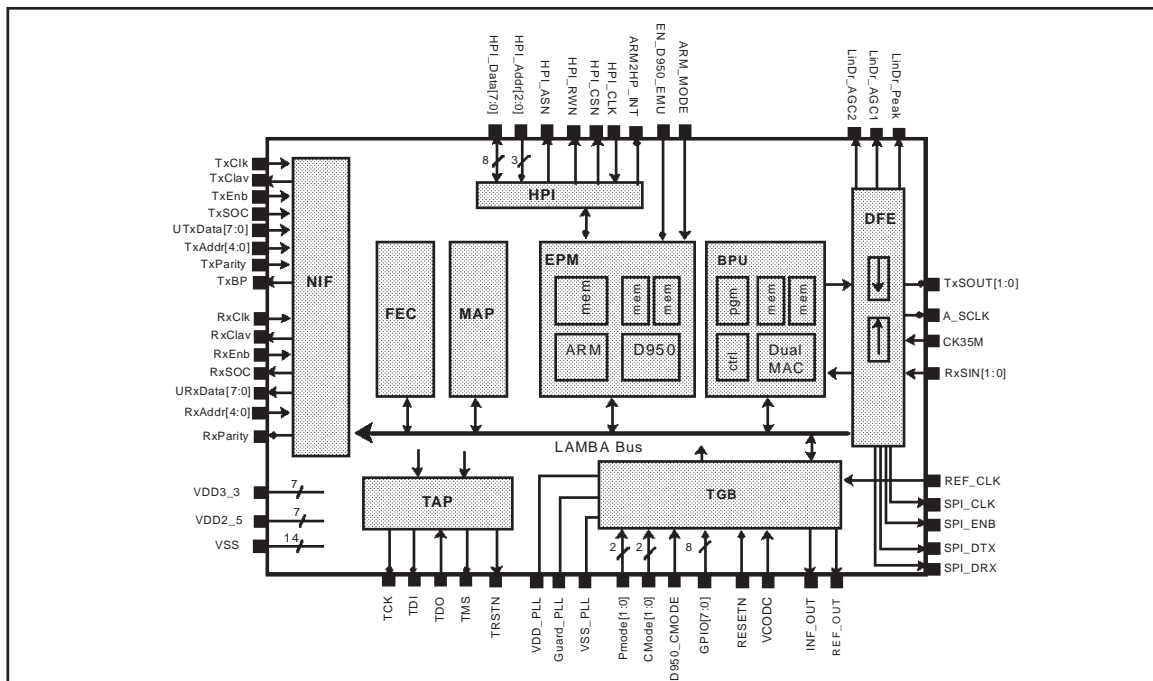 HPI_Data[7:0]
HPI_Addr[2:0]
HPI_ASN
HPI_RWN
HPI_CSN
HPI_CLK
ARM2HP_INT
EN_D950_EMU
ARM_MODE
LinDr_AGC2
LinDr_AGC1
LinDr_Peak
8
3
HPI
TxClk
TxClav
TxEnb
TxSOC
UTxData[7:0]
TxAddr[4:0]
TxParity
TxBP
RxClk
RxClav
RxEnb
RxSOC
URxData[7:0]
RxAddr[4:0]
RxParity
NIF
FEC
MAP
EPM
mem
mem
mem
ARM
D950
BPU
pgm
mem
mem
ctrl
Dual
MAC
DFE
TxSOUT[1:0]
A_SCLK
CK35M
RxSIN[1:0]
LAMBA Bus
VDD3_3
7
VDD2_5
7
VSS
14
TAP
TGB
REF_CLK
SPI_CLK
SPI_ENB
SPI_DTX
SPI_DRX
2
2
8
TCK
TDI
TDO
TMS
TRSTN
VDD_PLL
Guard_PLL
VSS_PLL
Pmode[1:0]
CMode[1:0]
D950_CMODE
GPIO[7:0]
RESETN
VCODC
INF_OUT
REF_OUT